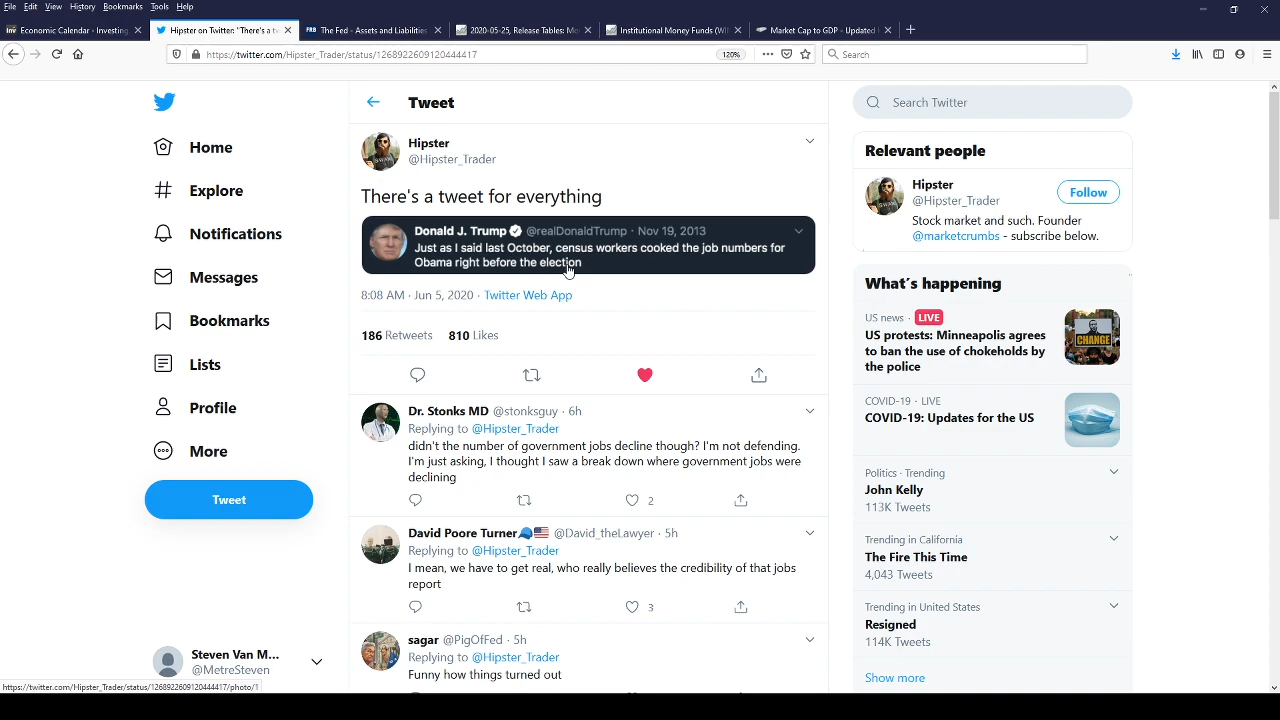 File Edit View History Bookmarks Tools Help
Economic Calendar - Investing
Hipster on Twitter: "There's a tw
FRB The Fed - Assets and Liabilities
2020-05-25, Release Tables: Mo
Institutional Money Funds (WI
Market Cap to GDP - Updated
https://twitter.com/Hipster_Trader/status/1268922609120444417
120%
Search
Home
Explore
Notifications
Messages
Bookmarks
Lists
Profile
More
Tweet
Steven Van M...
@MetreSteven
https://twitter.com/Hipster_Trader/status/1268922609120444417/photo/1
Tweet
Hipster
@Hipster_Trader
There's a tweet for everything
Donald J. Trump @realDonaldTrump · Nov 19, 2013
Just as I said last October, census workers cooked the job numbers for
Obama right before the election
8:08 AM · Jun 5, 2020 · Twitter Web App
186 Retweets 810 Likes
Dr. Stonks MD @stonksguy · 6h
Replying to @Hipster_Trader
didn't the number of government jobs decline though? I'm not defending.
I'm just asking, I thought I saw a break down where government jobs were
declining
2
David Poore Turner @David_theLawyer · 5h
Replying to @Hipster_Trader
I mean, we have to get real, who really believes the credibility of that jobs
report
3
sagar @PigOfFed · 5h
Replying to @Hipster_Trader
Funny how things turned out
Search Twitter
Relevant people
Hipster
@Hipster_Trader
Follow
Stock market and such. Founder
@marketcrumbs - subscribe below.
What's happening
US news · LIVE
US protests: Minneapolis agrees
to ban the use of chokeholds by
the police
CHANGE
COVID-19 · LIVE
COVID-19: Updates for the US
Politics · Trending
John Kelly
113K Tweets
Trending in California
The Fire This Time
4,043 Tweets
Trending in United States
Resigned
114K Tweets
Show more